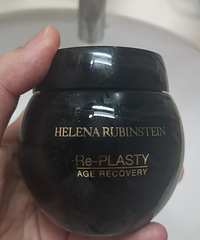 HELENA RUBINSTEIN
Re-PLASTY
AGE RECOVERY